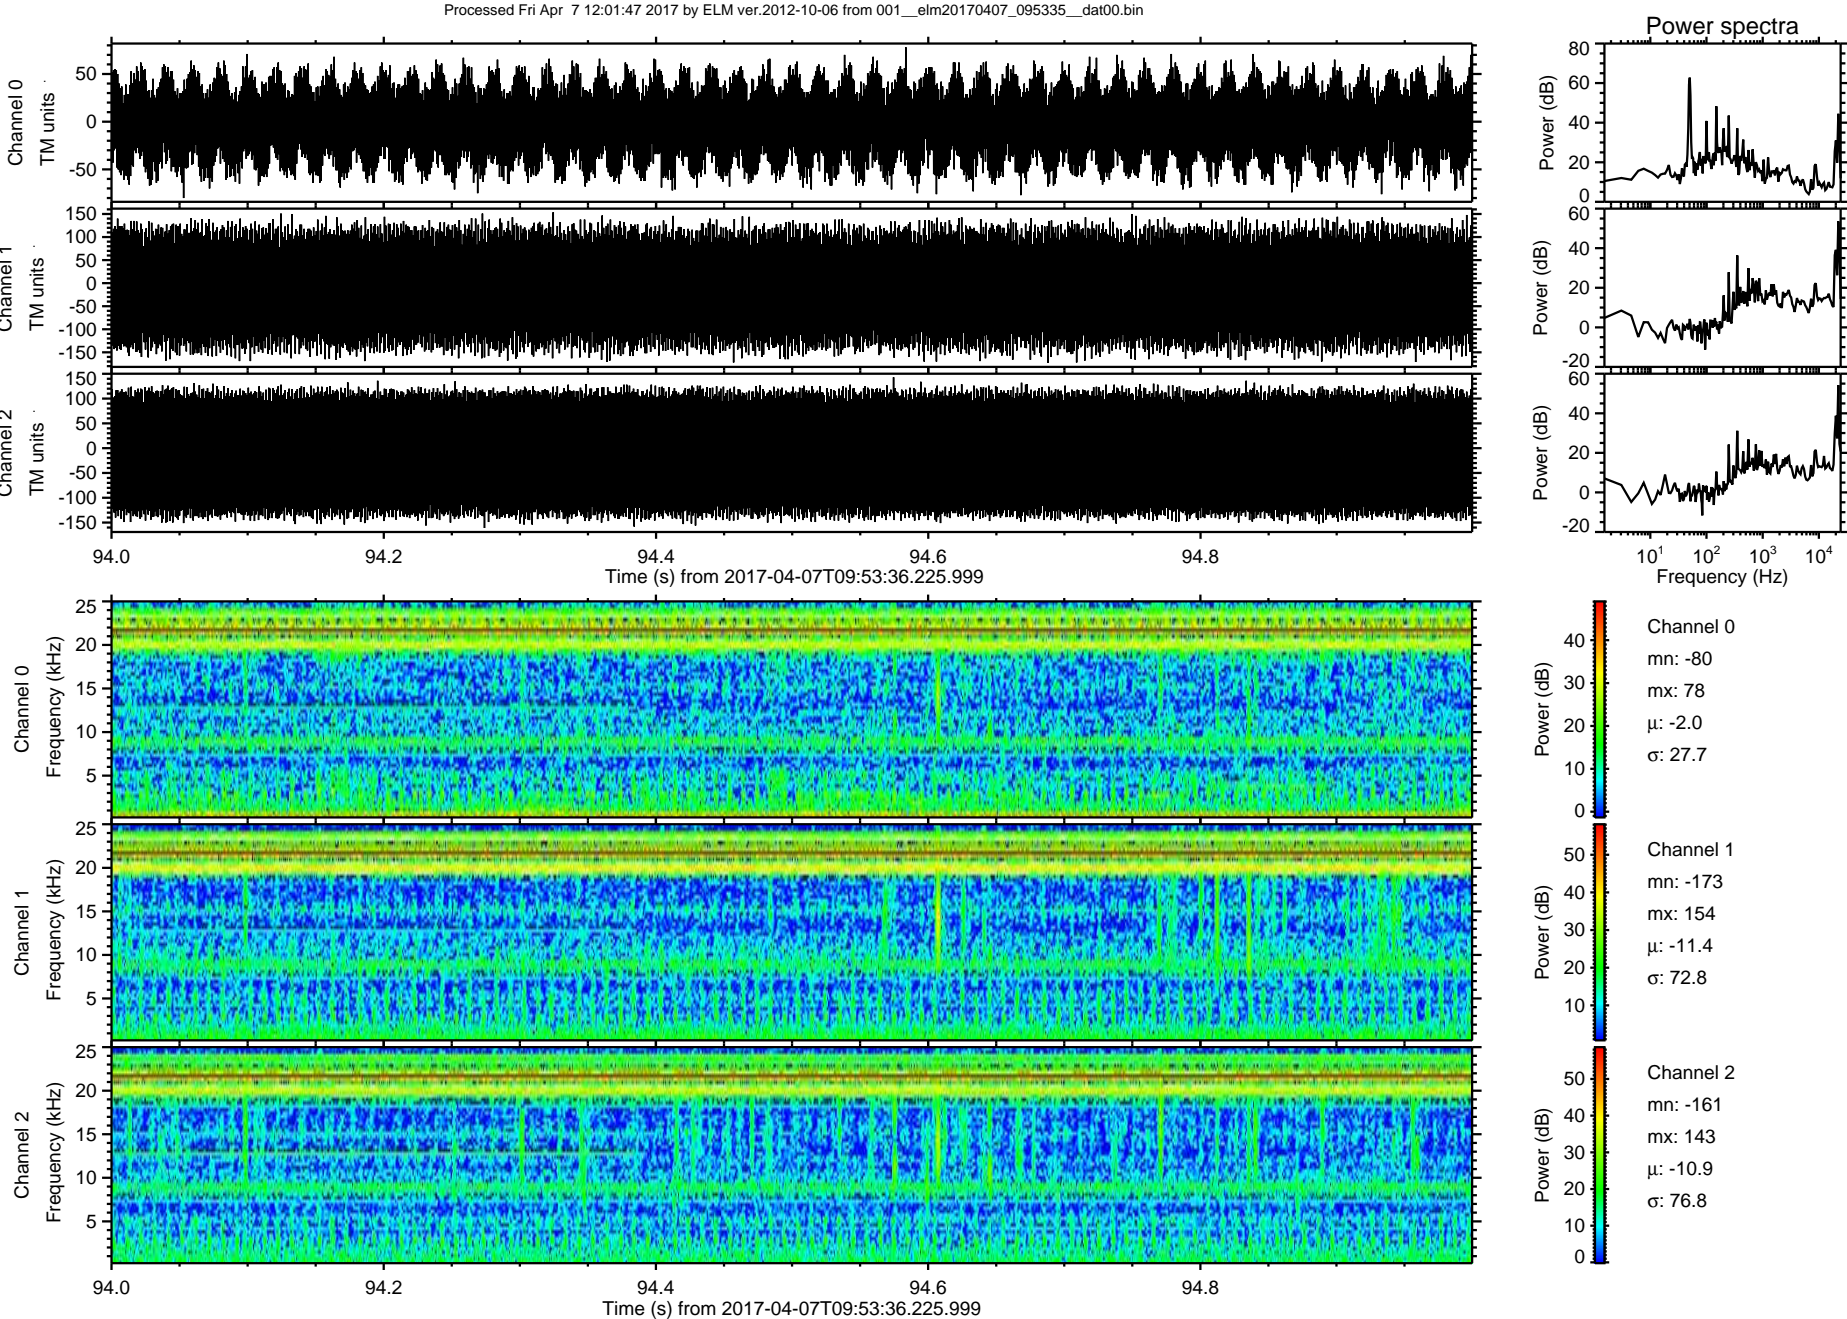 Processed Fri Apr  7 12:01:47 2017 by ELM ver.2012-10-06 from 001__elm20170407_095335__dat00.bin
Power spectra
Channel 0
TM units
50
0
-50
Power (dB)
80
60
40
20
0
Channel 1
TM units
150
100
50
0
-50
-100
-150
Power (dB)
60
40
20
0
-20
Channel 2
TM units
150
100
50
0
-50
-100
-150
Power (dB)
60
40
20
0
-20
94.0 94.2 94.4 94.6 94.8
Time (s) from 2017-04-07T09:53:36.225.999
10^1 10^2 10^3 10^4
Frequency (Hz)
Channel 0
Frequency (kHz)
25
20
15
10
5
Power (dB)
40
30
20
10
0
Channel 0
mn: -80
mx: 78
μ: -2.0
σ: 27.7
Channel 1
Frequency (kHz)
25
20
15
10
5
Power (dB)
50
40
30
20
10
Channel 1
mn: -173
mx: 154
μ: -11.4
σ: 72.8
Channel 2
Frequency (kHz)
25
20
15
10
5
Power (dB)
50
40
30
20
10
0
Channel 2
mn: -161
mx: 143
μ: -10.9
σ: 76.8
94.0 94.2 94.4 94.6 94.8
Time (s) from 2017-04-07T09:53:36.225.999